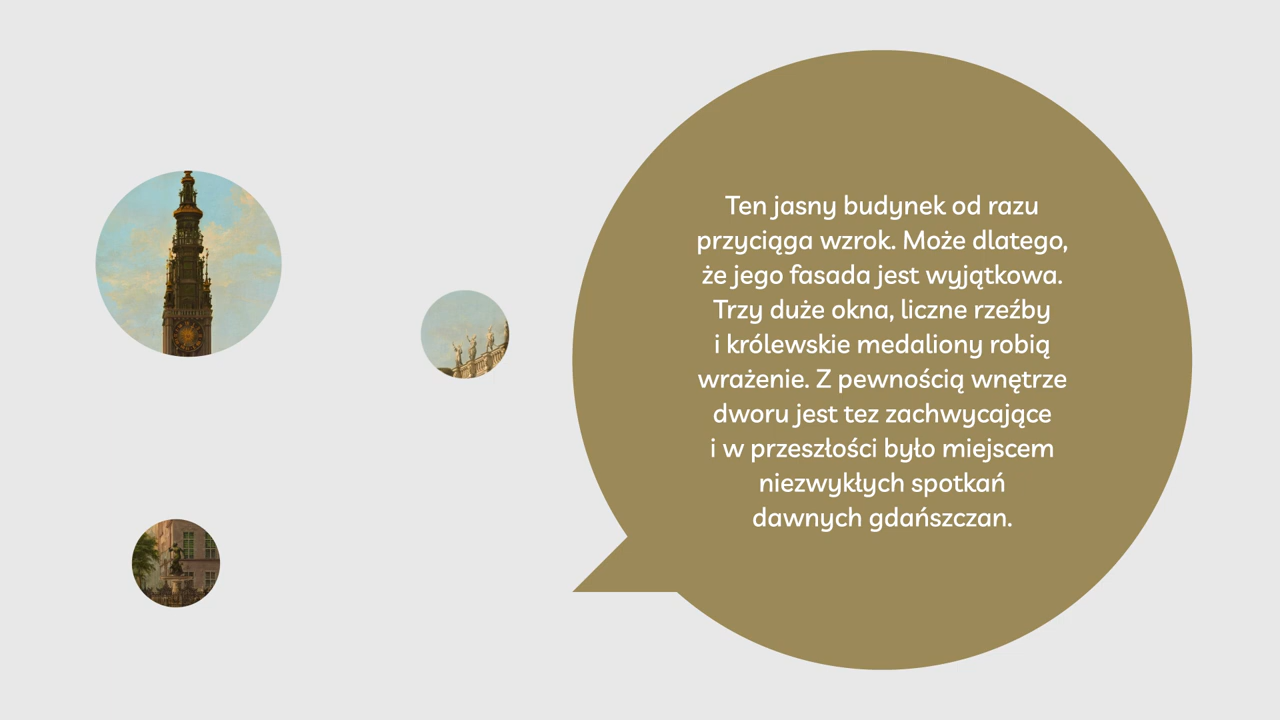 Ten jasny budynek od razu
przyciąga wzrok. Może dlatego,
że jego fasada jest wyjątkowa.
Trzy duże okna, liczne rzeźby
i królewskie medaliony robią
wrażenie. Z pewnością wnętrze
dworu jest tez zachwycające
i w przeszłości było miejscem
niezwykłych spotkań
dawnych gdańszczan.